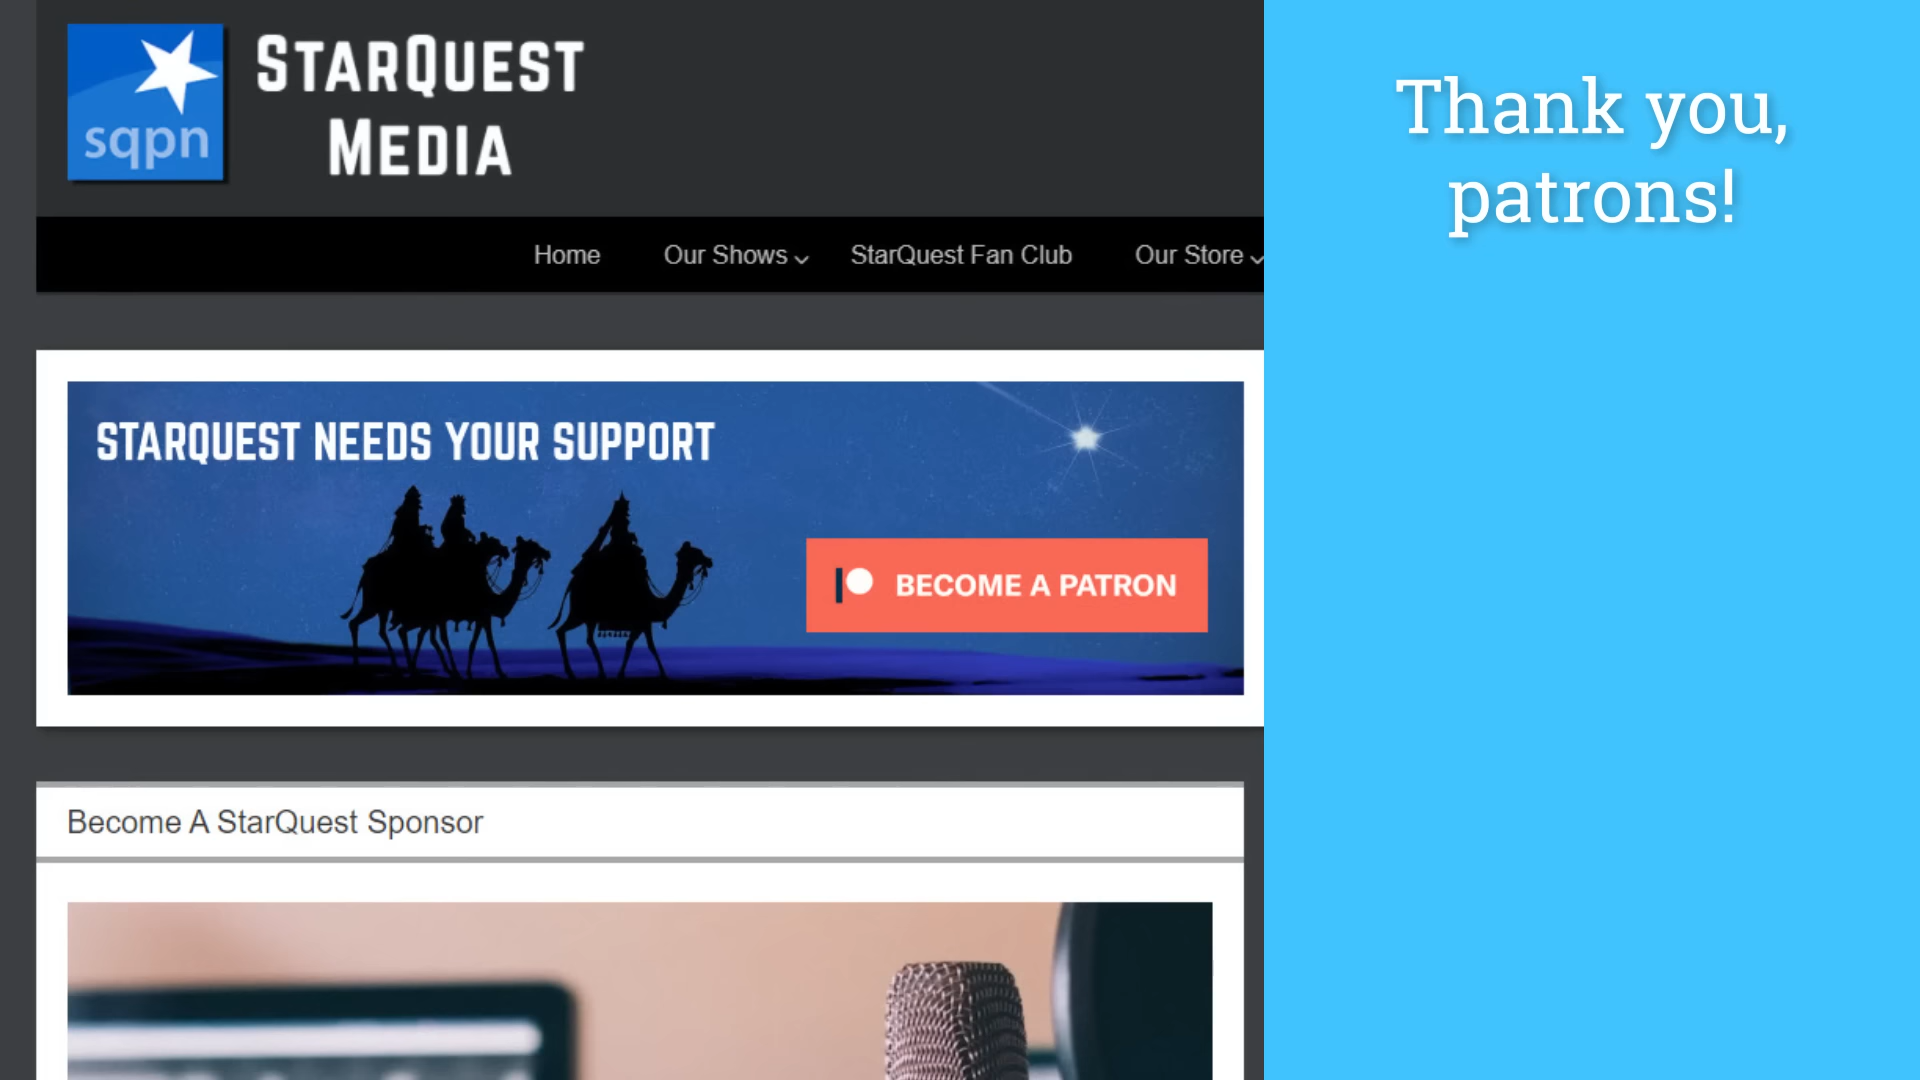 sqpn
STARQUEST
MEDIA
Home Our Shows StarQuest Fan Club Our Store
STARQUEST NEEDS YOUR SUPPORT
BECOME A PATRON
Become A StarQuest Sponsor
Thank you,
patrons!